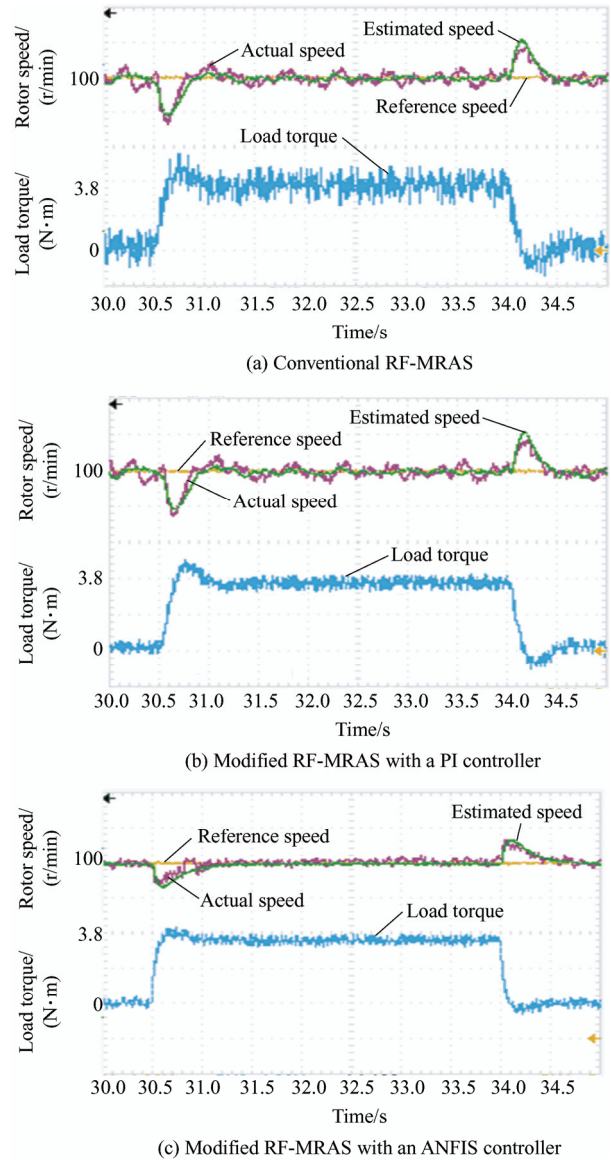 Rotor speed/
(r/min)
100
Actual speed
Estimated speed
Reference speed
Load torque/
(N·m)
3.8
0
Load torque
30.0 30.5 31.0 31.5 32.0 32.5 33.0 33.5 34.0 34.5
Time/s
(a) Conventional RF-MRAS
Rotor speed/
(r/min)
100
Reference speed
Actual speed
Estimated speed
Load torque/
(N·m)
3.8
0
Load torque
30.0 30.5 31.0 31.5 32.0 32.5 33.0 33.5 34.0 34.5
Time/s
(b) Modified RF-MRAS with a PI controller
Rotor speed/
(r/min)
100
Reference speed
Actual speed
Estimated speed
Load torque/
(N·m)
3.8
0
Load torque
30.0 30.5 31.0 31.5 32.0 32.5 33.0 33.5 34.0 34.5
Time/s
(c) Modified RF-MRAS with an ANFIS controller